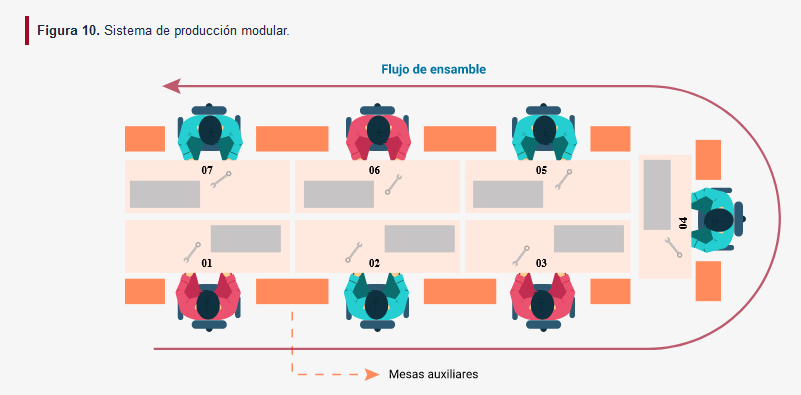 Figura 10. Sistema de producción modular.
Flujo de ensamble
07
06
05
04
01
02
03
Mesas auxiliares